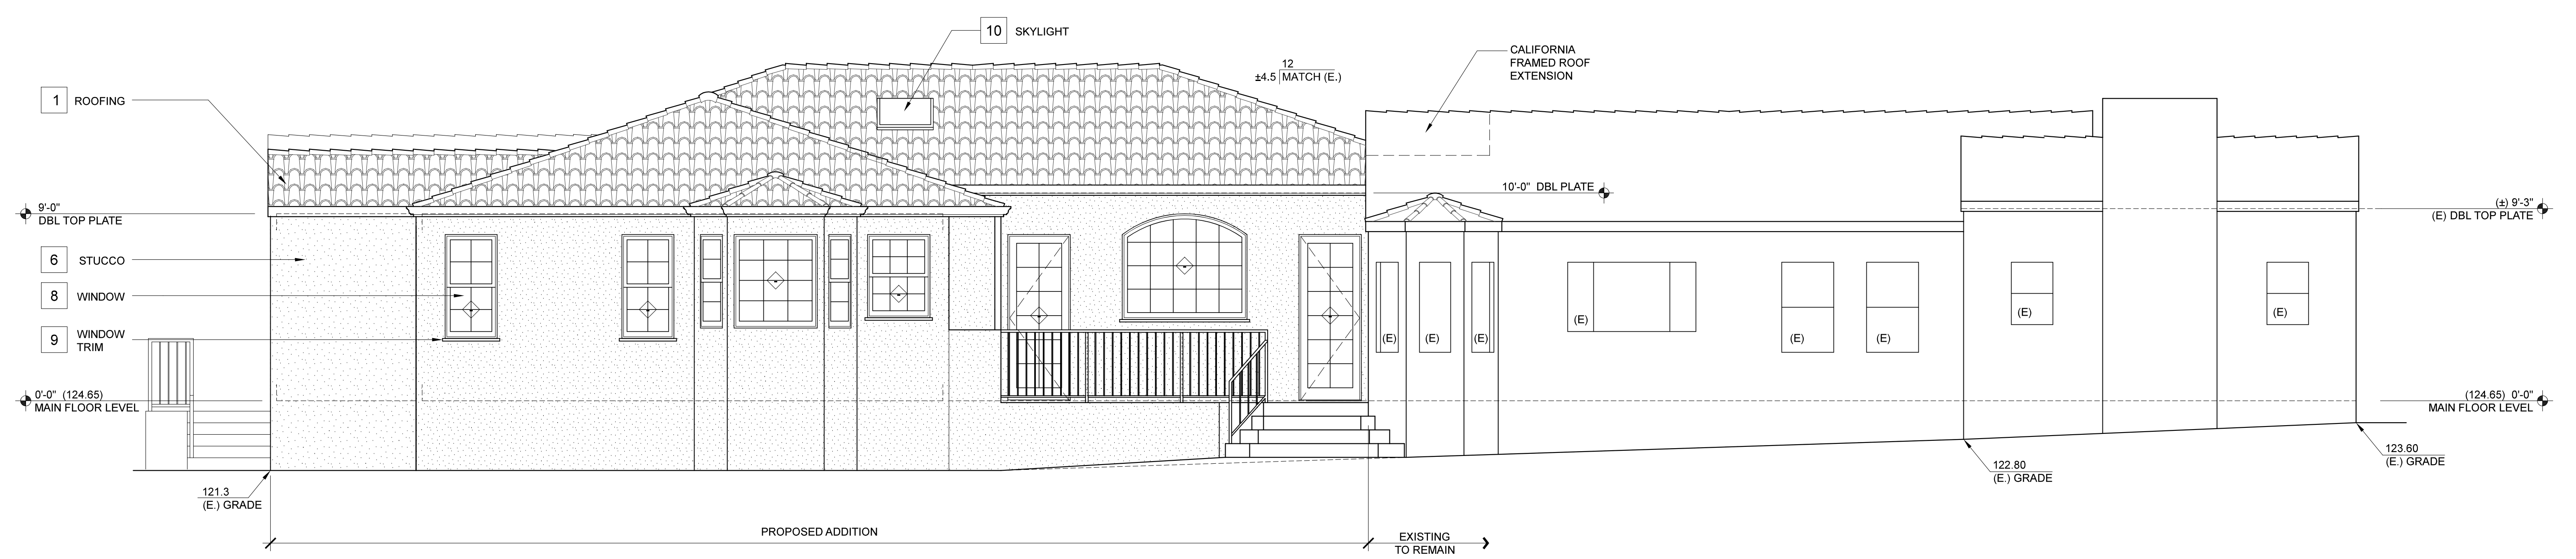 10 SKYLIGHT
CALIFORNIA
FRAMED ROOF
EXTENSION
12
±4.5 MATCH (E.)
1 ROOFING
10'-0" DBL PLATE
9'-0"
DBL TOP PLATE
(±) 9'-3"
(E) DBL TOP PLATE
6 STUCCO
8 WINDOW
9 WINDOW
TRIM
(E)
(E)
(E)
(E)
(E)
(E)
(E)
(E)
0'-0" (124.65)
MAIN FLOOR LEVEL
(124.65) 0'-0"
MAIN FLOOR LEVEL
121.3
(E.) GRADE
122.80
(E.) GRADE
123.60
(E.) GRADE
PROPOSED ADDITION
EXISTING
TO REMAIN